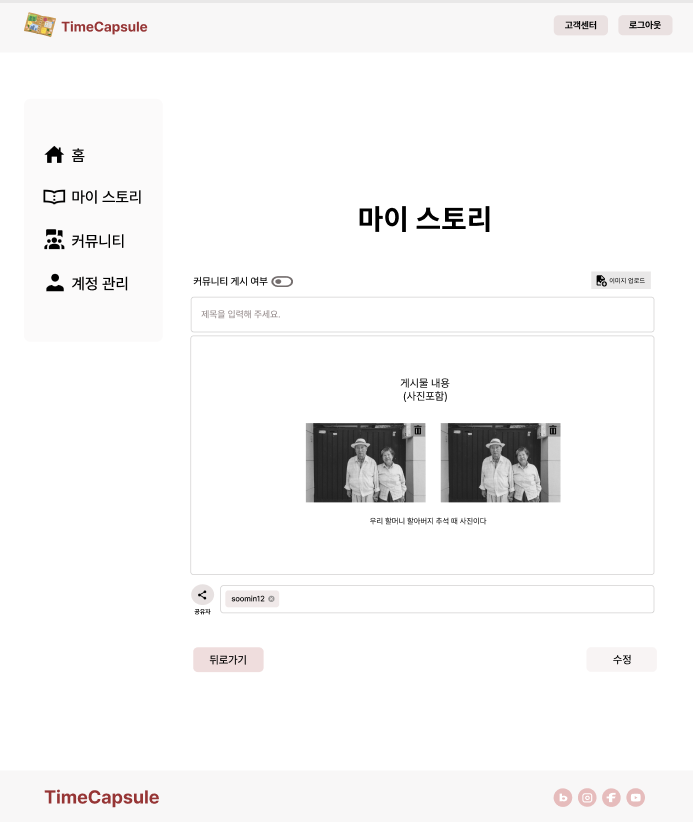 TimeCapsule
고객센터
로그아웃
홈
마이 스토리
커뮤니티
계정 관리
마이 스토리
커뮤니티 게시 여부
이미지 업로드
제목을 입력해 주세요.
게시물 내용
(사진포함)
우리 할머니 할아버지 추석 때 사진이다
공유자
soomin12
뒤로가기
수정
TimeCapsule